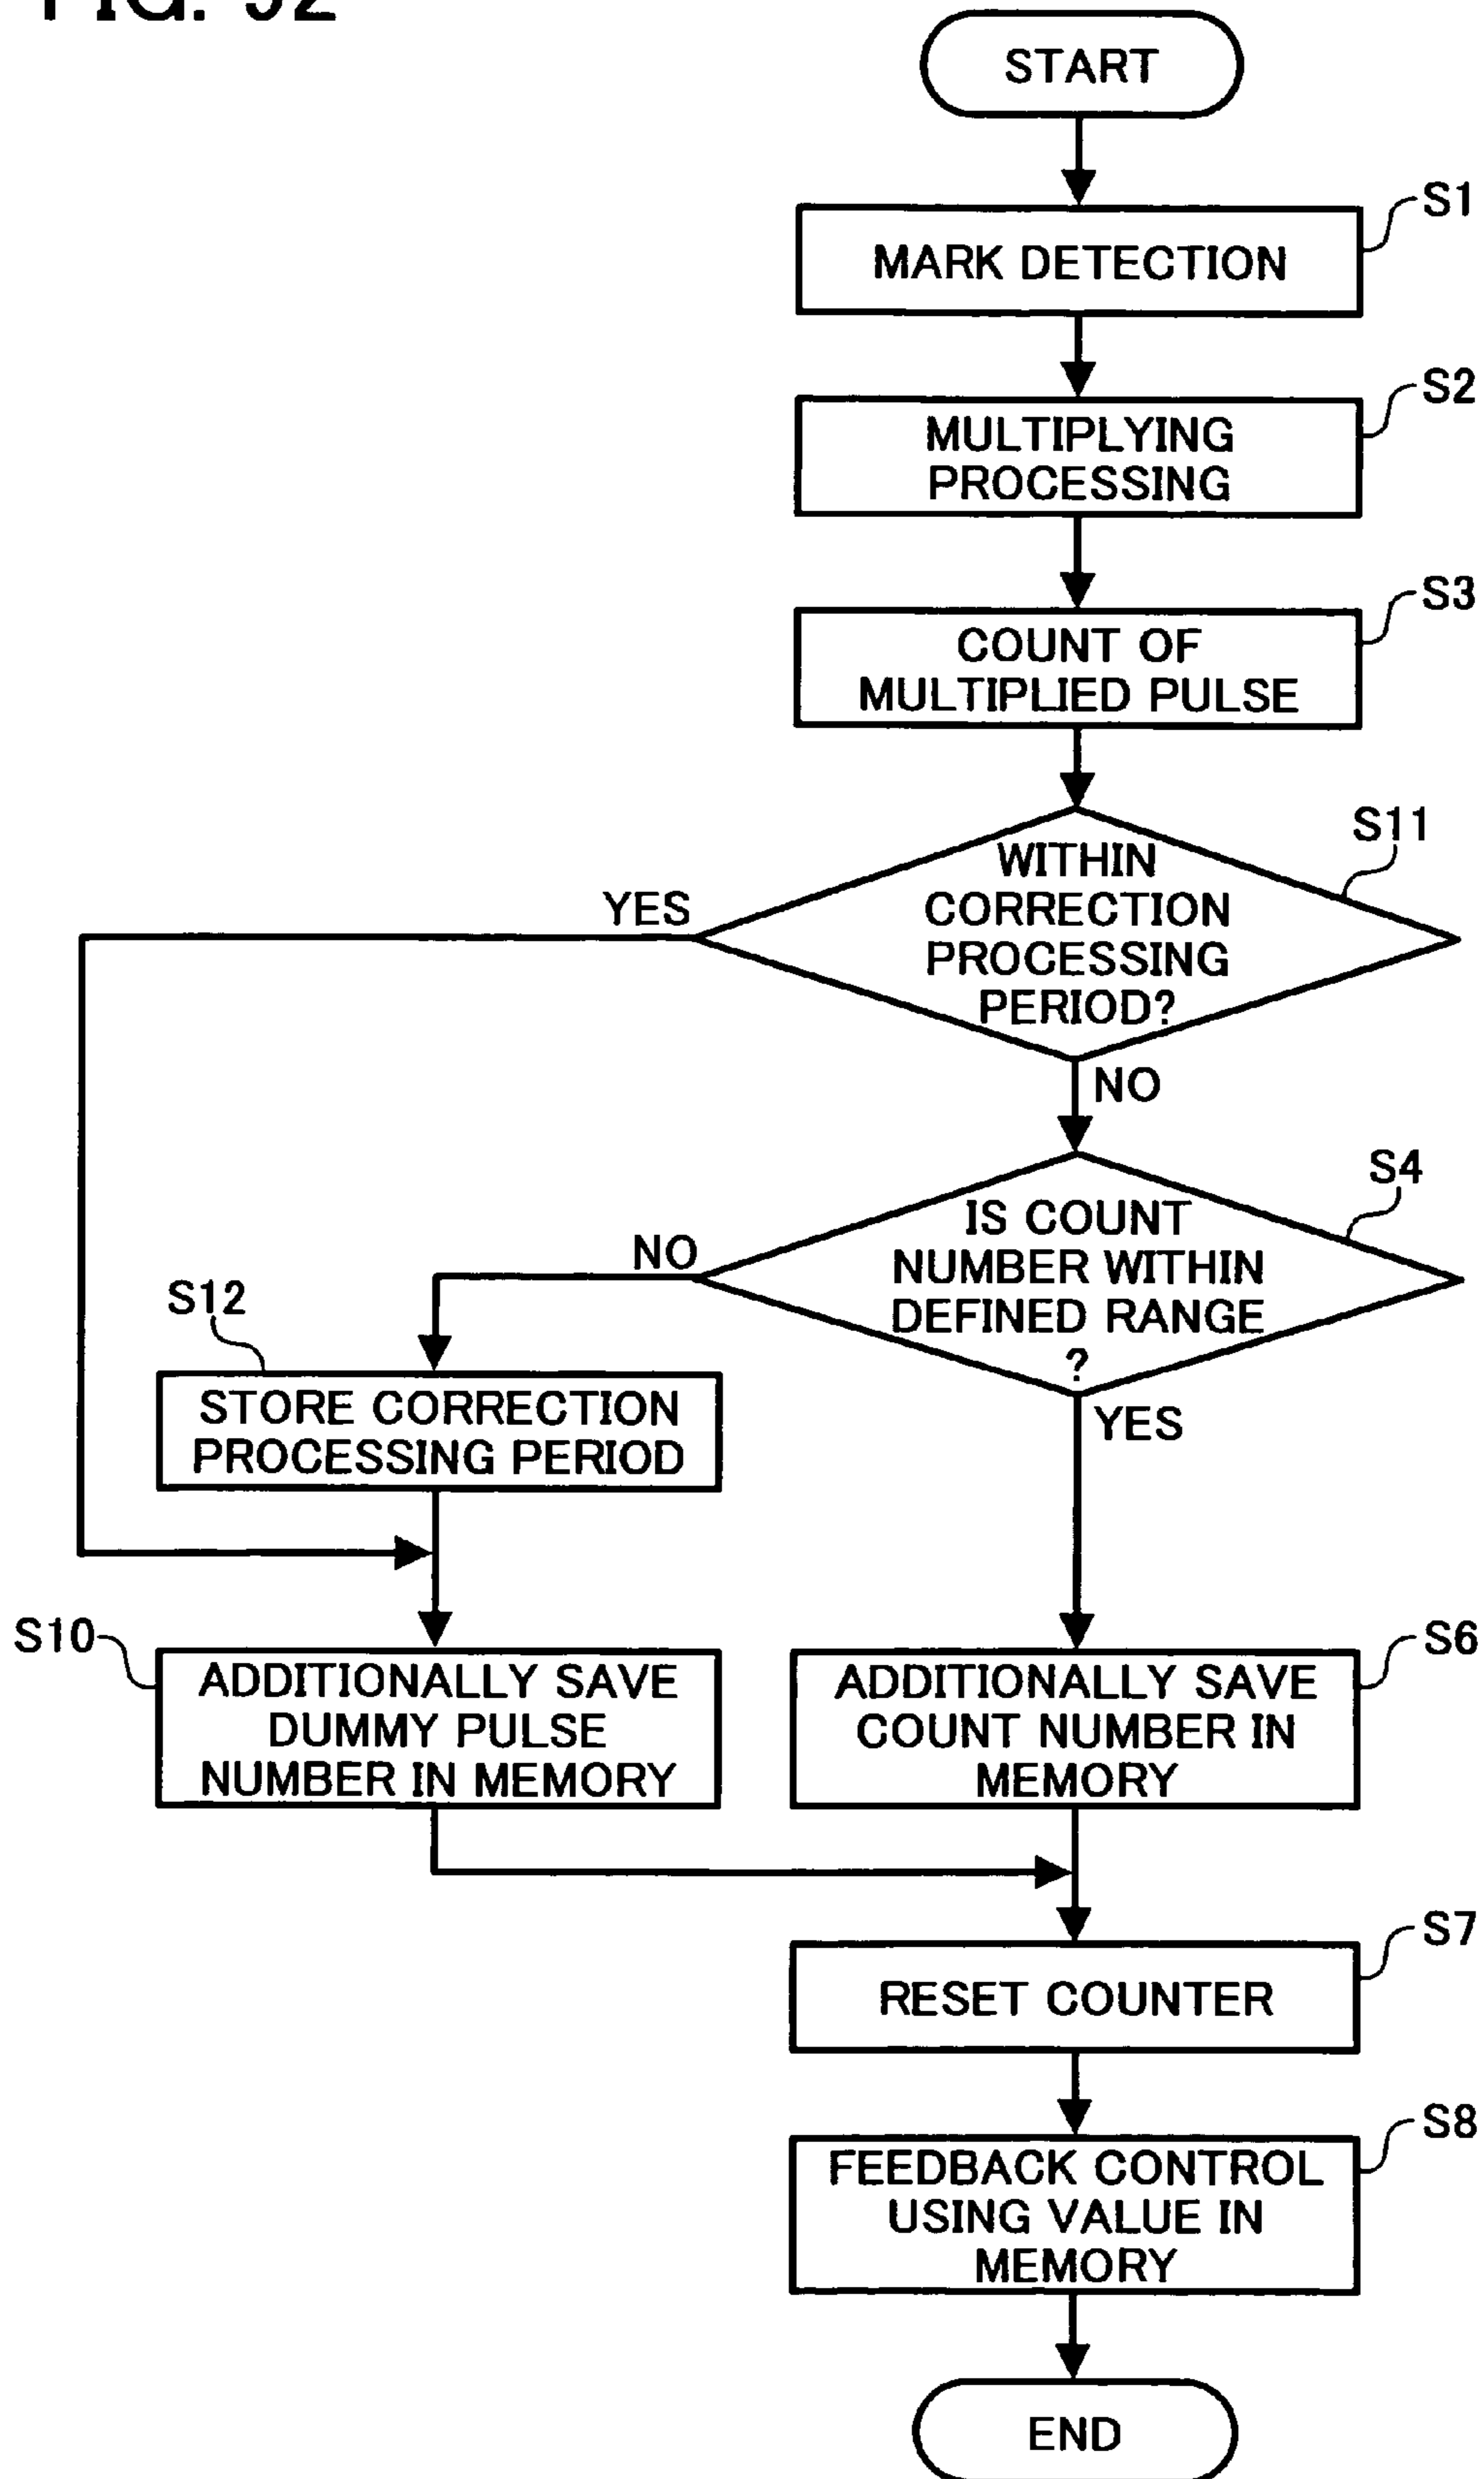 START
S1
MARK DETECTION
S2
MULTIPLYING
PROCESSING
S3
COUNT OF
MULTIPLIED PULSE
S11
WITHIN
CORRECTION
PROCESSING
PERIOD?
YES
NO
S4
IS COUNT
NUMBER WITHIN
DEFINED RANGE
?
NO
YES
S12
STORE CORRECTION
PROCESSING PERIOD
S10
ADDITIONALLY SAVE
DUMMY PULSE
NUMBER IN MEMORY
S6
ADDITIONALLY SAVE
COUNT NUMBER IN
MEMORY
S7
RESET COUNTER
S8
FEEDBACK CONTROL
USING VALUE IN
MEMORY
END